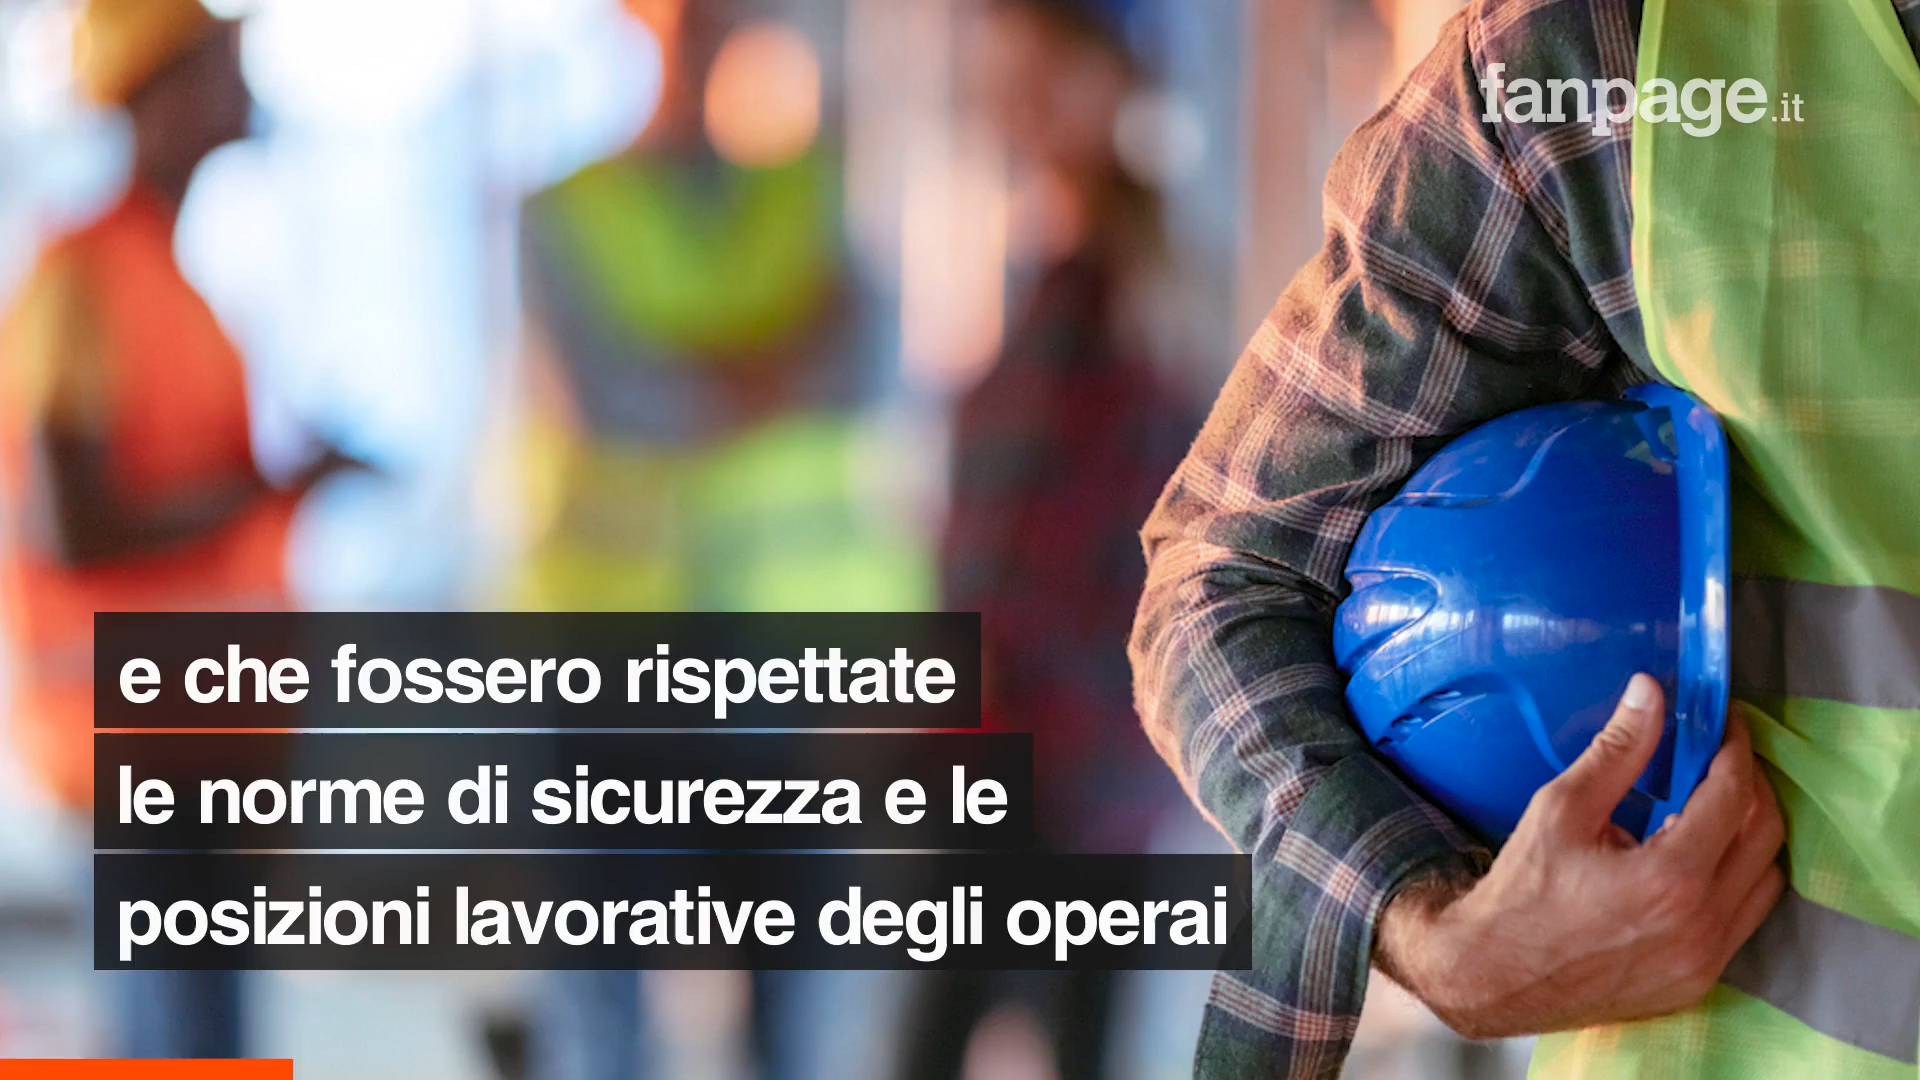 fanpage.it
e che fossero rispettate
le norme di sicurezza e le
posizioni lavorative degli operai